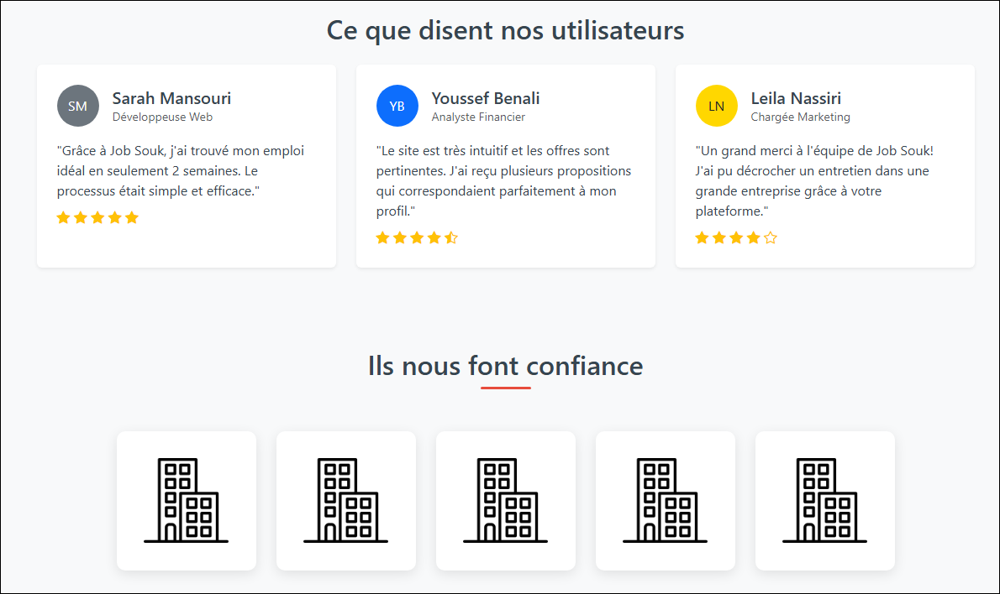 Ce que disent nos utilisateurs
SM
Sarah Mansouri
Développeuse Web
"Grâce à Job Souk, j'ai trouvé mon emploi
idéal en seulement 2 semaines. Le
processus était simple et efficace."
YB
Youssef Benali
Analyste Financier
"Le site est très intuitif et les offres sont
pertinentes. J'ai reçu plusieurs propositions
qui correspondaient parfaitement à mon
profil."
LN
Leila Nassiri
Chargée Marketing
"Un grand merci à l'équipe de Job Souk!
J'ai pu décrocher un entretien dans une
grande entreprise grâce à votre
plateforme."
Ils nous font confiance